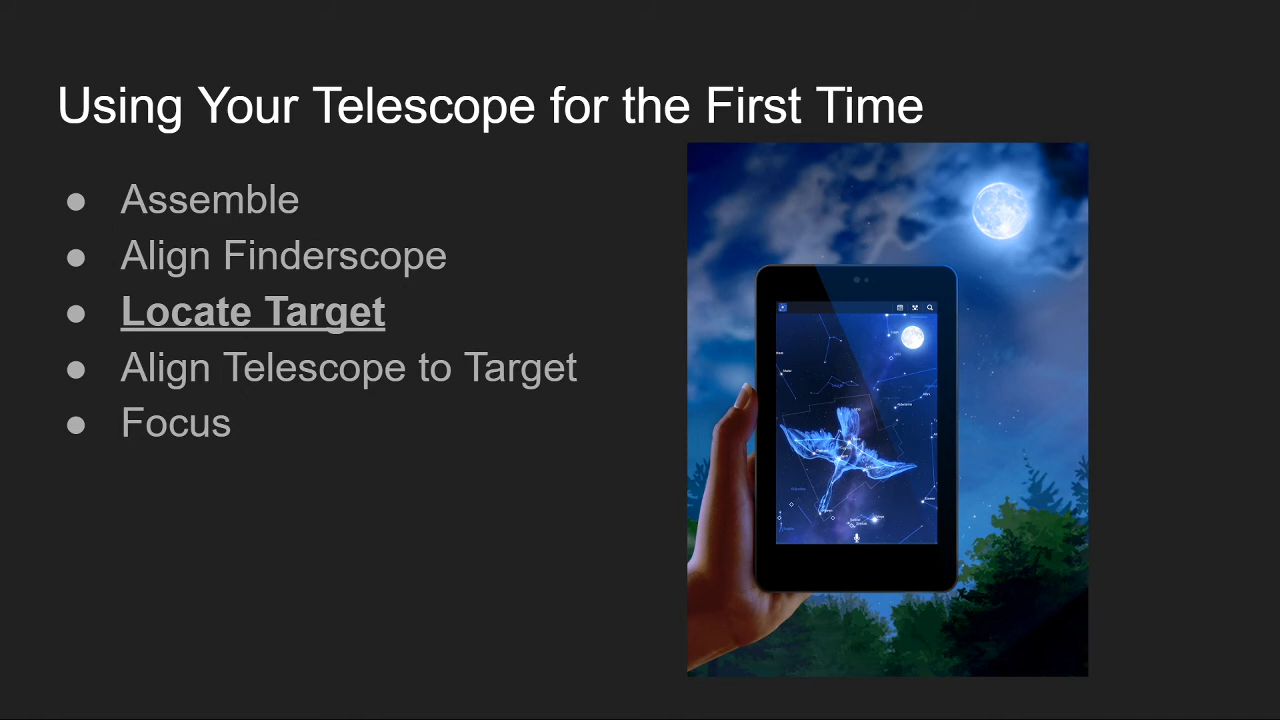 Using Your Telescope for the First Time
● Assemble
● Align Finderscope
● Locate Target
● Align Telescope to Target
● Focus